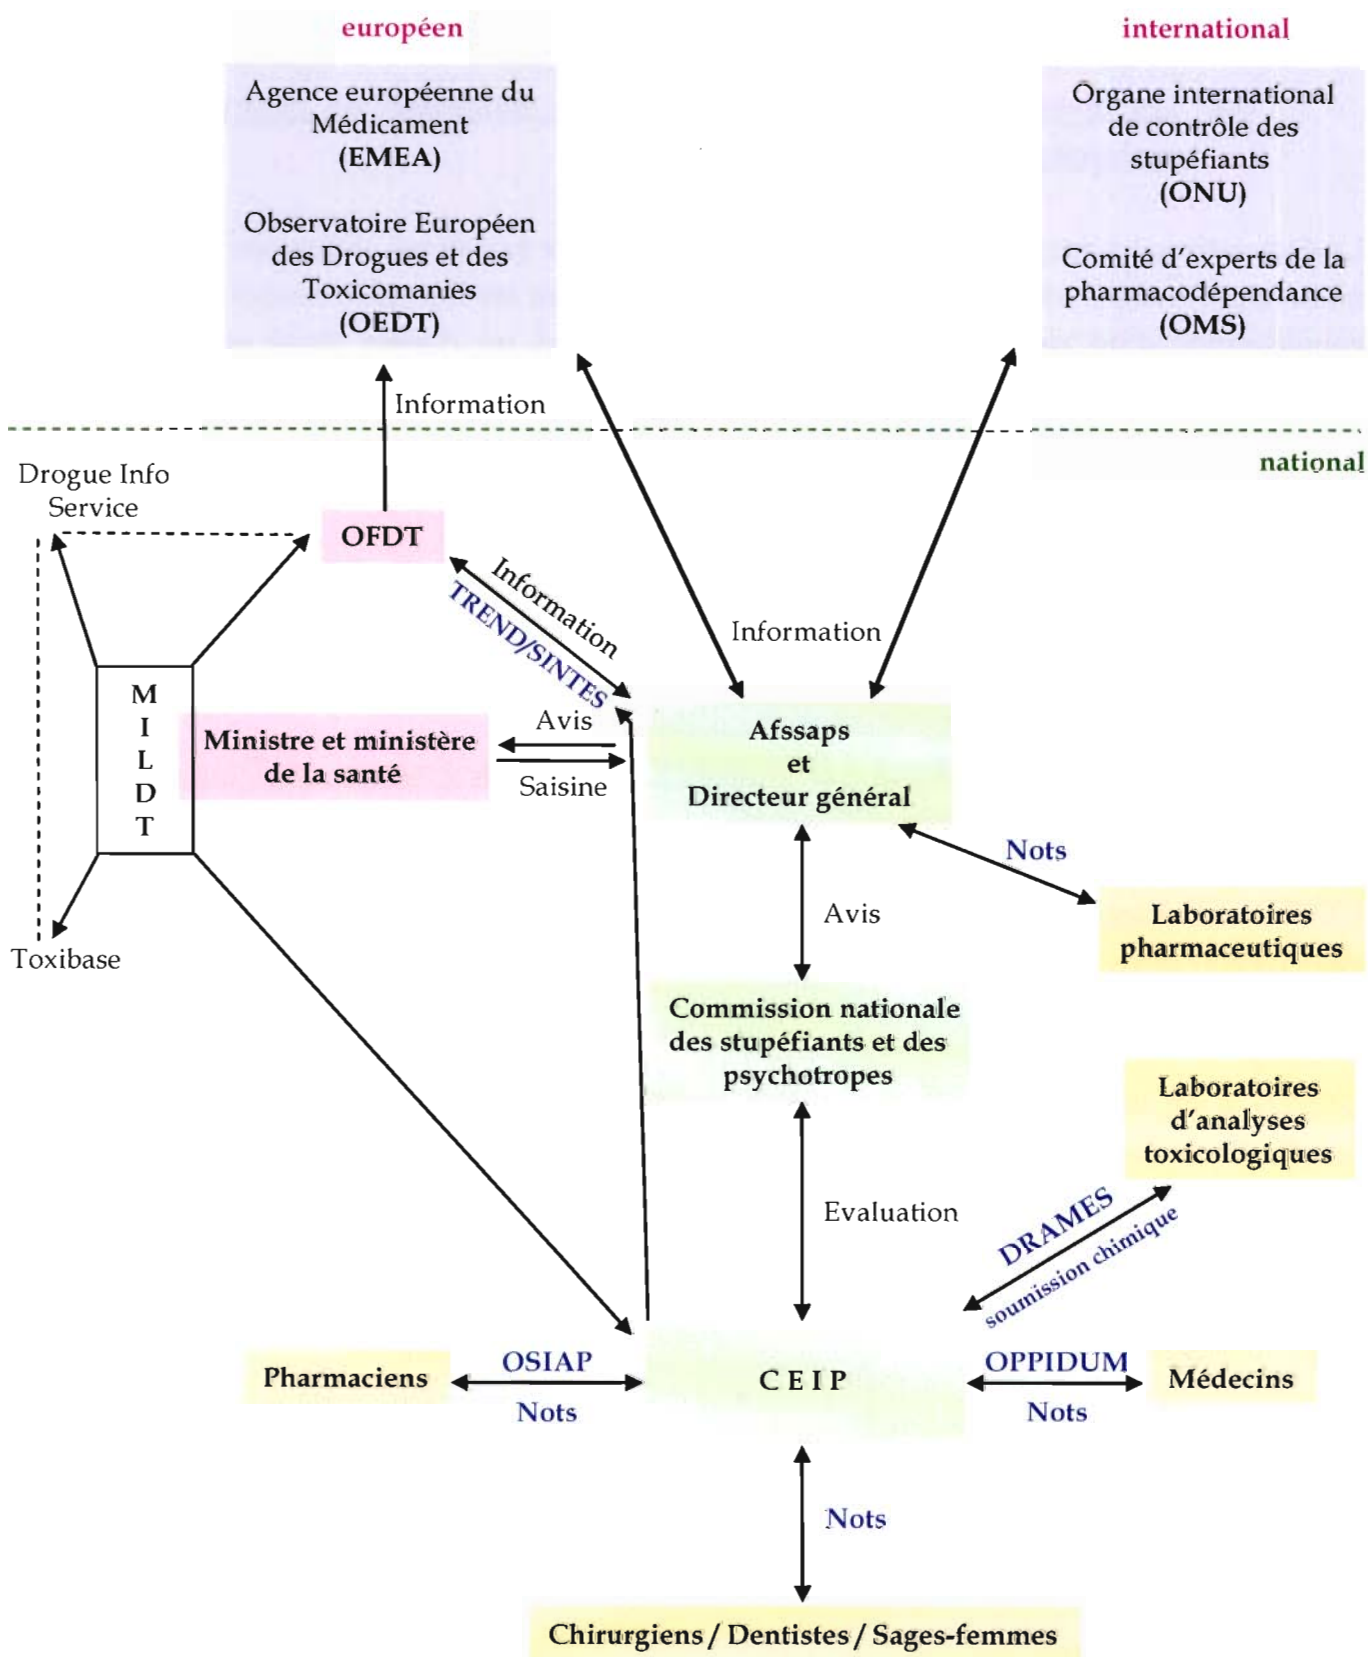 européen
international
Agence européenne du
Médicament
(EMEA)
Observatoire Européen
des Drogues et des
Toxicomanies
(OEDT)
Organe international
de contrôle des
stupéfiants
(ONU)
Comité d'experts de la
pharmacodépendance
(OMS)
Information
national
Drogue Info
Service
OFDT
Information
TREND/SINTES
Information
M
I
L
D
T
Ministre et ministère
de la santé
Avis
Saisine
Afssaps
et
Directeur général
Nots
Laboratoires
pharmaceutiques
Avis
Toxibase
Commission nationale
des stupéfiants et des
psychotropes
Laboratoires
d'analyses
toxicologiques
Evaluation
DRAMES
soumission chimique
Pharmaciens
OSIAP
Nots
C E I P
OPPIDUM
Nots
Médecins
Nots
Chirurgiens / Dentistes / Sages-femmes